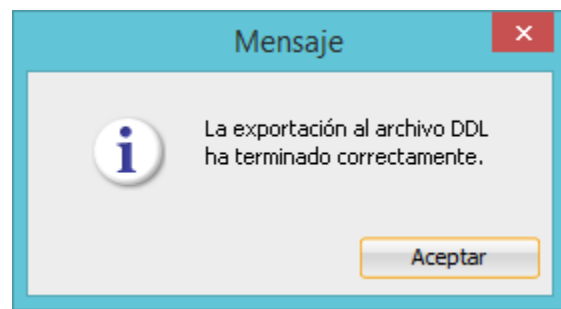 Mensaje
La exportación al archivo DDL
ha terminado correctamente.
Aceptar